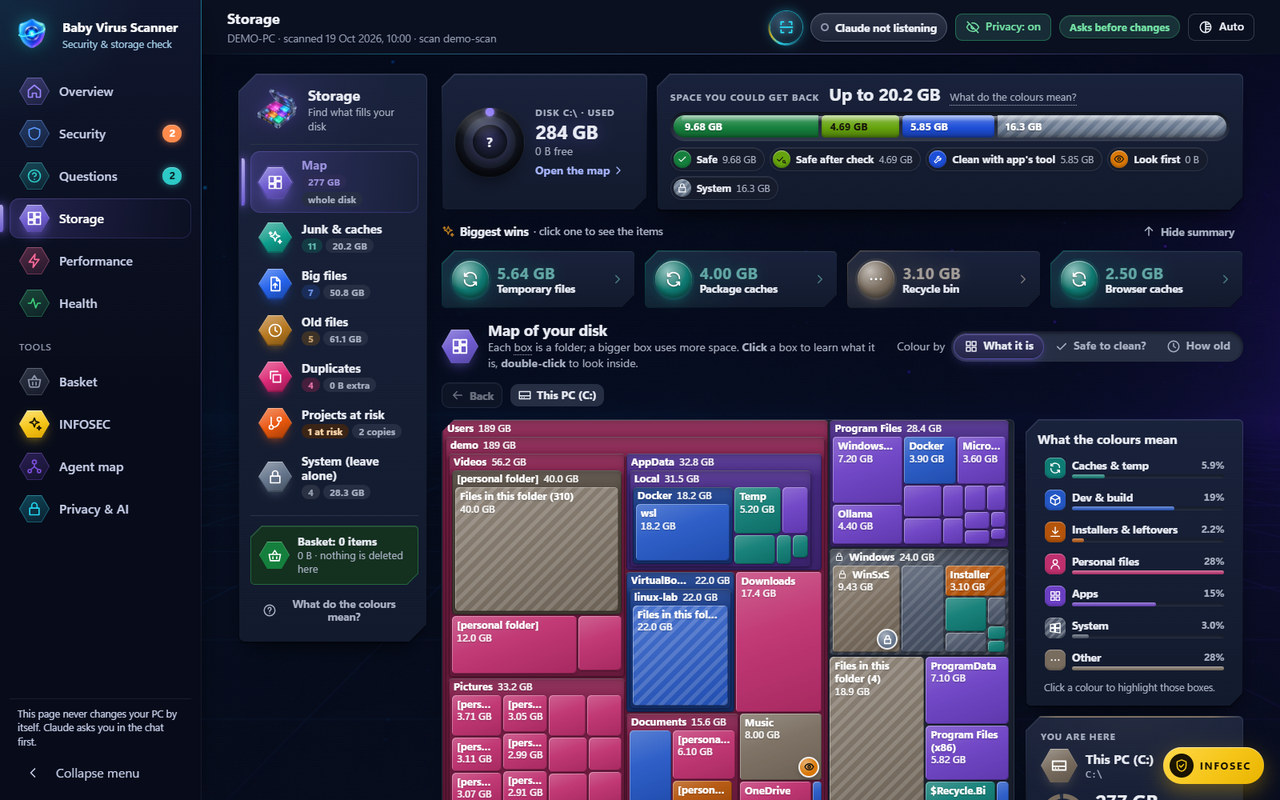 Baby Virus Scanner
Security & storage check
Overview
Security 2
Questions 2
Storage
Performance
Health
TOOLS
Basket
INFOSEC
Agent map
Privacy & AI
This page never changes your PC by
itself. Claude asks you in the chat
first.
Collapse menu
Storage
DEMO-PC · scanned 19 Oct 2026, 10:00 · scan demo-scan
Claude not listening
Privacy: on
Asks before changes
Auto
Storage
Find what fills your
disk
Map
277 GB
whole disk
Junk & caches
11 20.2 GB
Big files
7 50.8 GB
Old files
5 61.1 GB
Duplicates
4 0 B extra
Projects at risk
1 at risk 2 copies
System (leave
alone)
4 28.3 GB
Basket: 0 items
0 B · nothing is deleted
here
What do the colours
mean?
?
DISK C:\ · USED
284 GB
0 B free
Open the map
SPACE YOU COULD GET BACK Up to 20.2 GB What do the colours mean?
9.68 GB 4.69 GB 5.85 GB 16.3 GB
Safe 9.68 GB Safe after check 4.69 GB Clean with app's tool 5.85 GB Look first 0 B
System 16.3 GB
Biggest wins · click one to see the items
Hide summary
5.64 GB
Temporary files
4.00 GB
Package caches
3.10 GB
Recycle bin
2.50 GB
Browser caches
Map of your disk
Each box is a folder; a bigger box uses more space. Click a box to learn what it
is, double-click to look inside.
Colour by What it is Safe to clean? How old
Back
This PC (C:)
Users 189 GB
demo 189 GB
Videos 56.2 GB
[personal folder] 40.0 GB
Files in this folder (310)
40.0 GB
[personal folder]
12.0 GB
Pictures 33.2 GB
[pers...
3.71 GB
[pers...
3.05 GB
[pers...
3.11 GB
[pers...
2.99 GB
[pers...
3.07 GB
[pers...
2.91 GB
AppData 32.8 GB
Local 31.5 GB
Docker 18.2 GB
wsl
18.2 GB
Temp
5.20 GB
VirtualBo... 22.0 GB
linux-lab 22.0 GB
Files in this fol...
22.0 GB
Downloads
17.4 GB
Documents 15.6 GB
[persona...
6.10 GB
[person...
Music
8.00 GB
OneDrive
Program Files 28.4 GB
Windows...
7.20 GB
Docker
3.90 GB
Micro...
3.60 GB
Ollama
4.40 GB
Windows 24.0 GB
WinSxS
9.43 GB
Installer
3.10 GB
Files in this
folder (4)
18.9 GB
ProgramData
7.10 GB
Program Files
(x86)
5.82 GB
$Recycle.Bi
What the colours mean
Caches & temp 5.9%
Dev & build 19%
Installers & leftovers 2.2%
Personal files 28%
Apps 15%
System 3.0%
Other 28%
Click a colour to highlight those boxes.
YOU ARE HERE
This PC (C:)
C:\
277 GB
INFOSEC